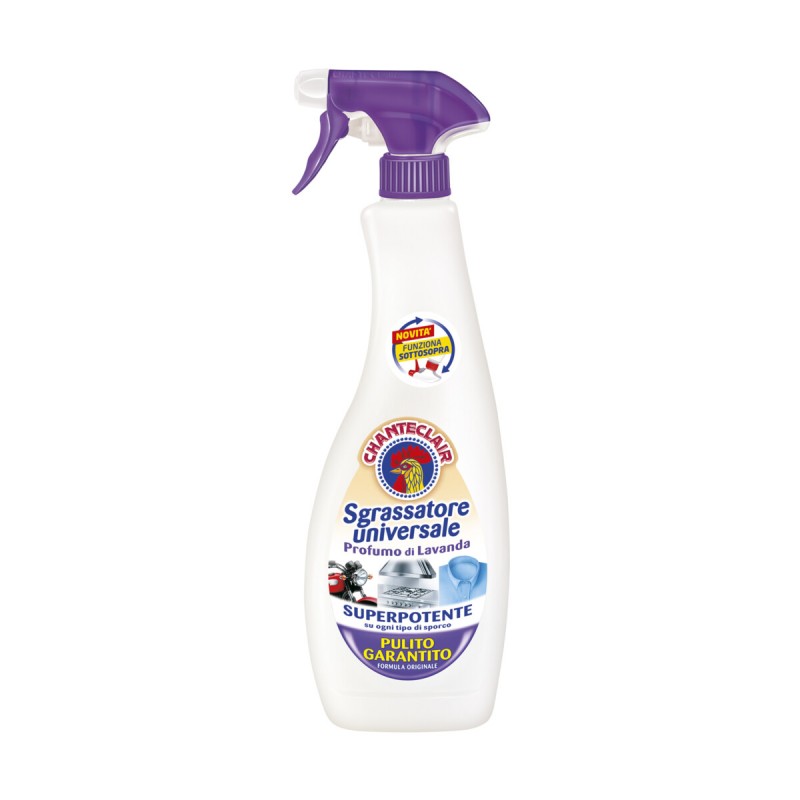 NOVITA'
FUNZIONA
SOTTOSOPRA
CHANTECLAIR
Sgrassatore
universale
Profumo di Lavanda
SUPERPOTENTE
su ogni tipo di sporco
PULITO
GARANTITO
FORMULA ORIGINALE